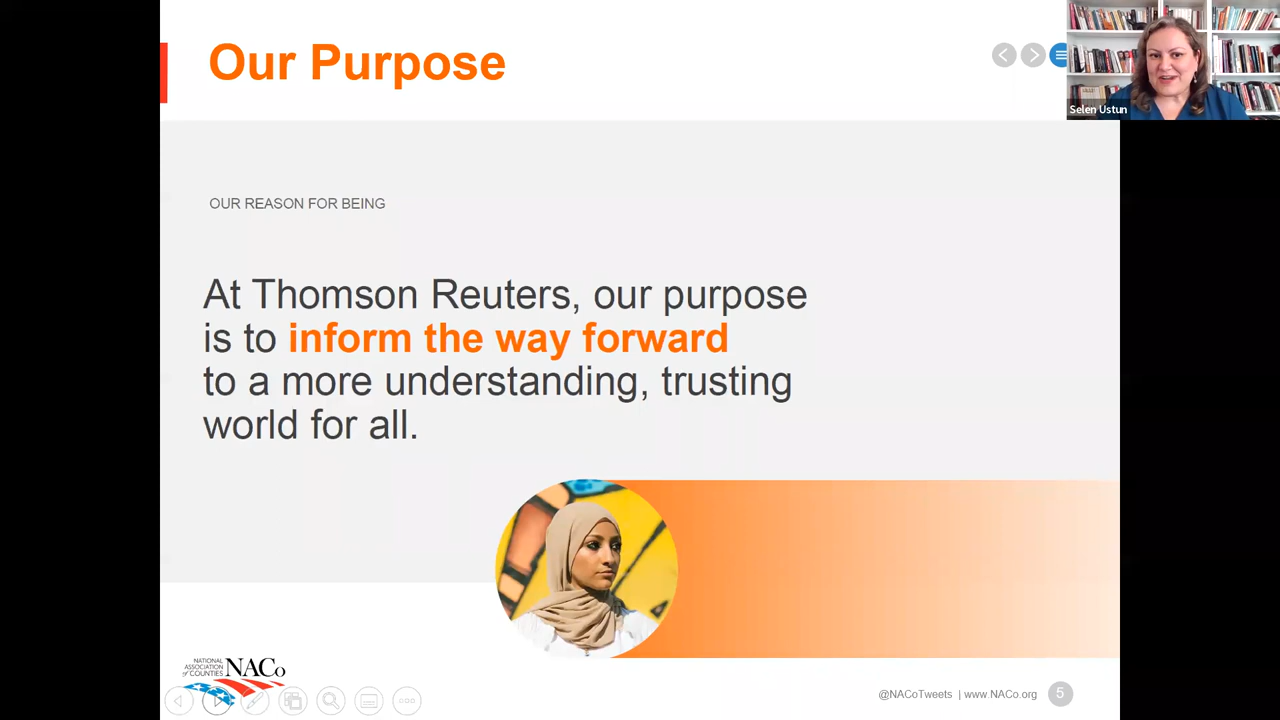 Our Purpose
Selen Ustun
OUR REASON FOR BEING
At Thomson Reuters, our purpose
is to inform the way forward
to a more understanding, trusting
world for all.
NATIONAL
ASSOCIATION
of COUNTIES
NACo
@NACoTweets | www.NACo.org
5